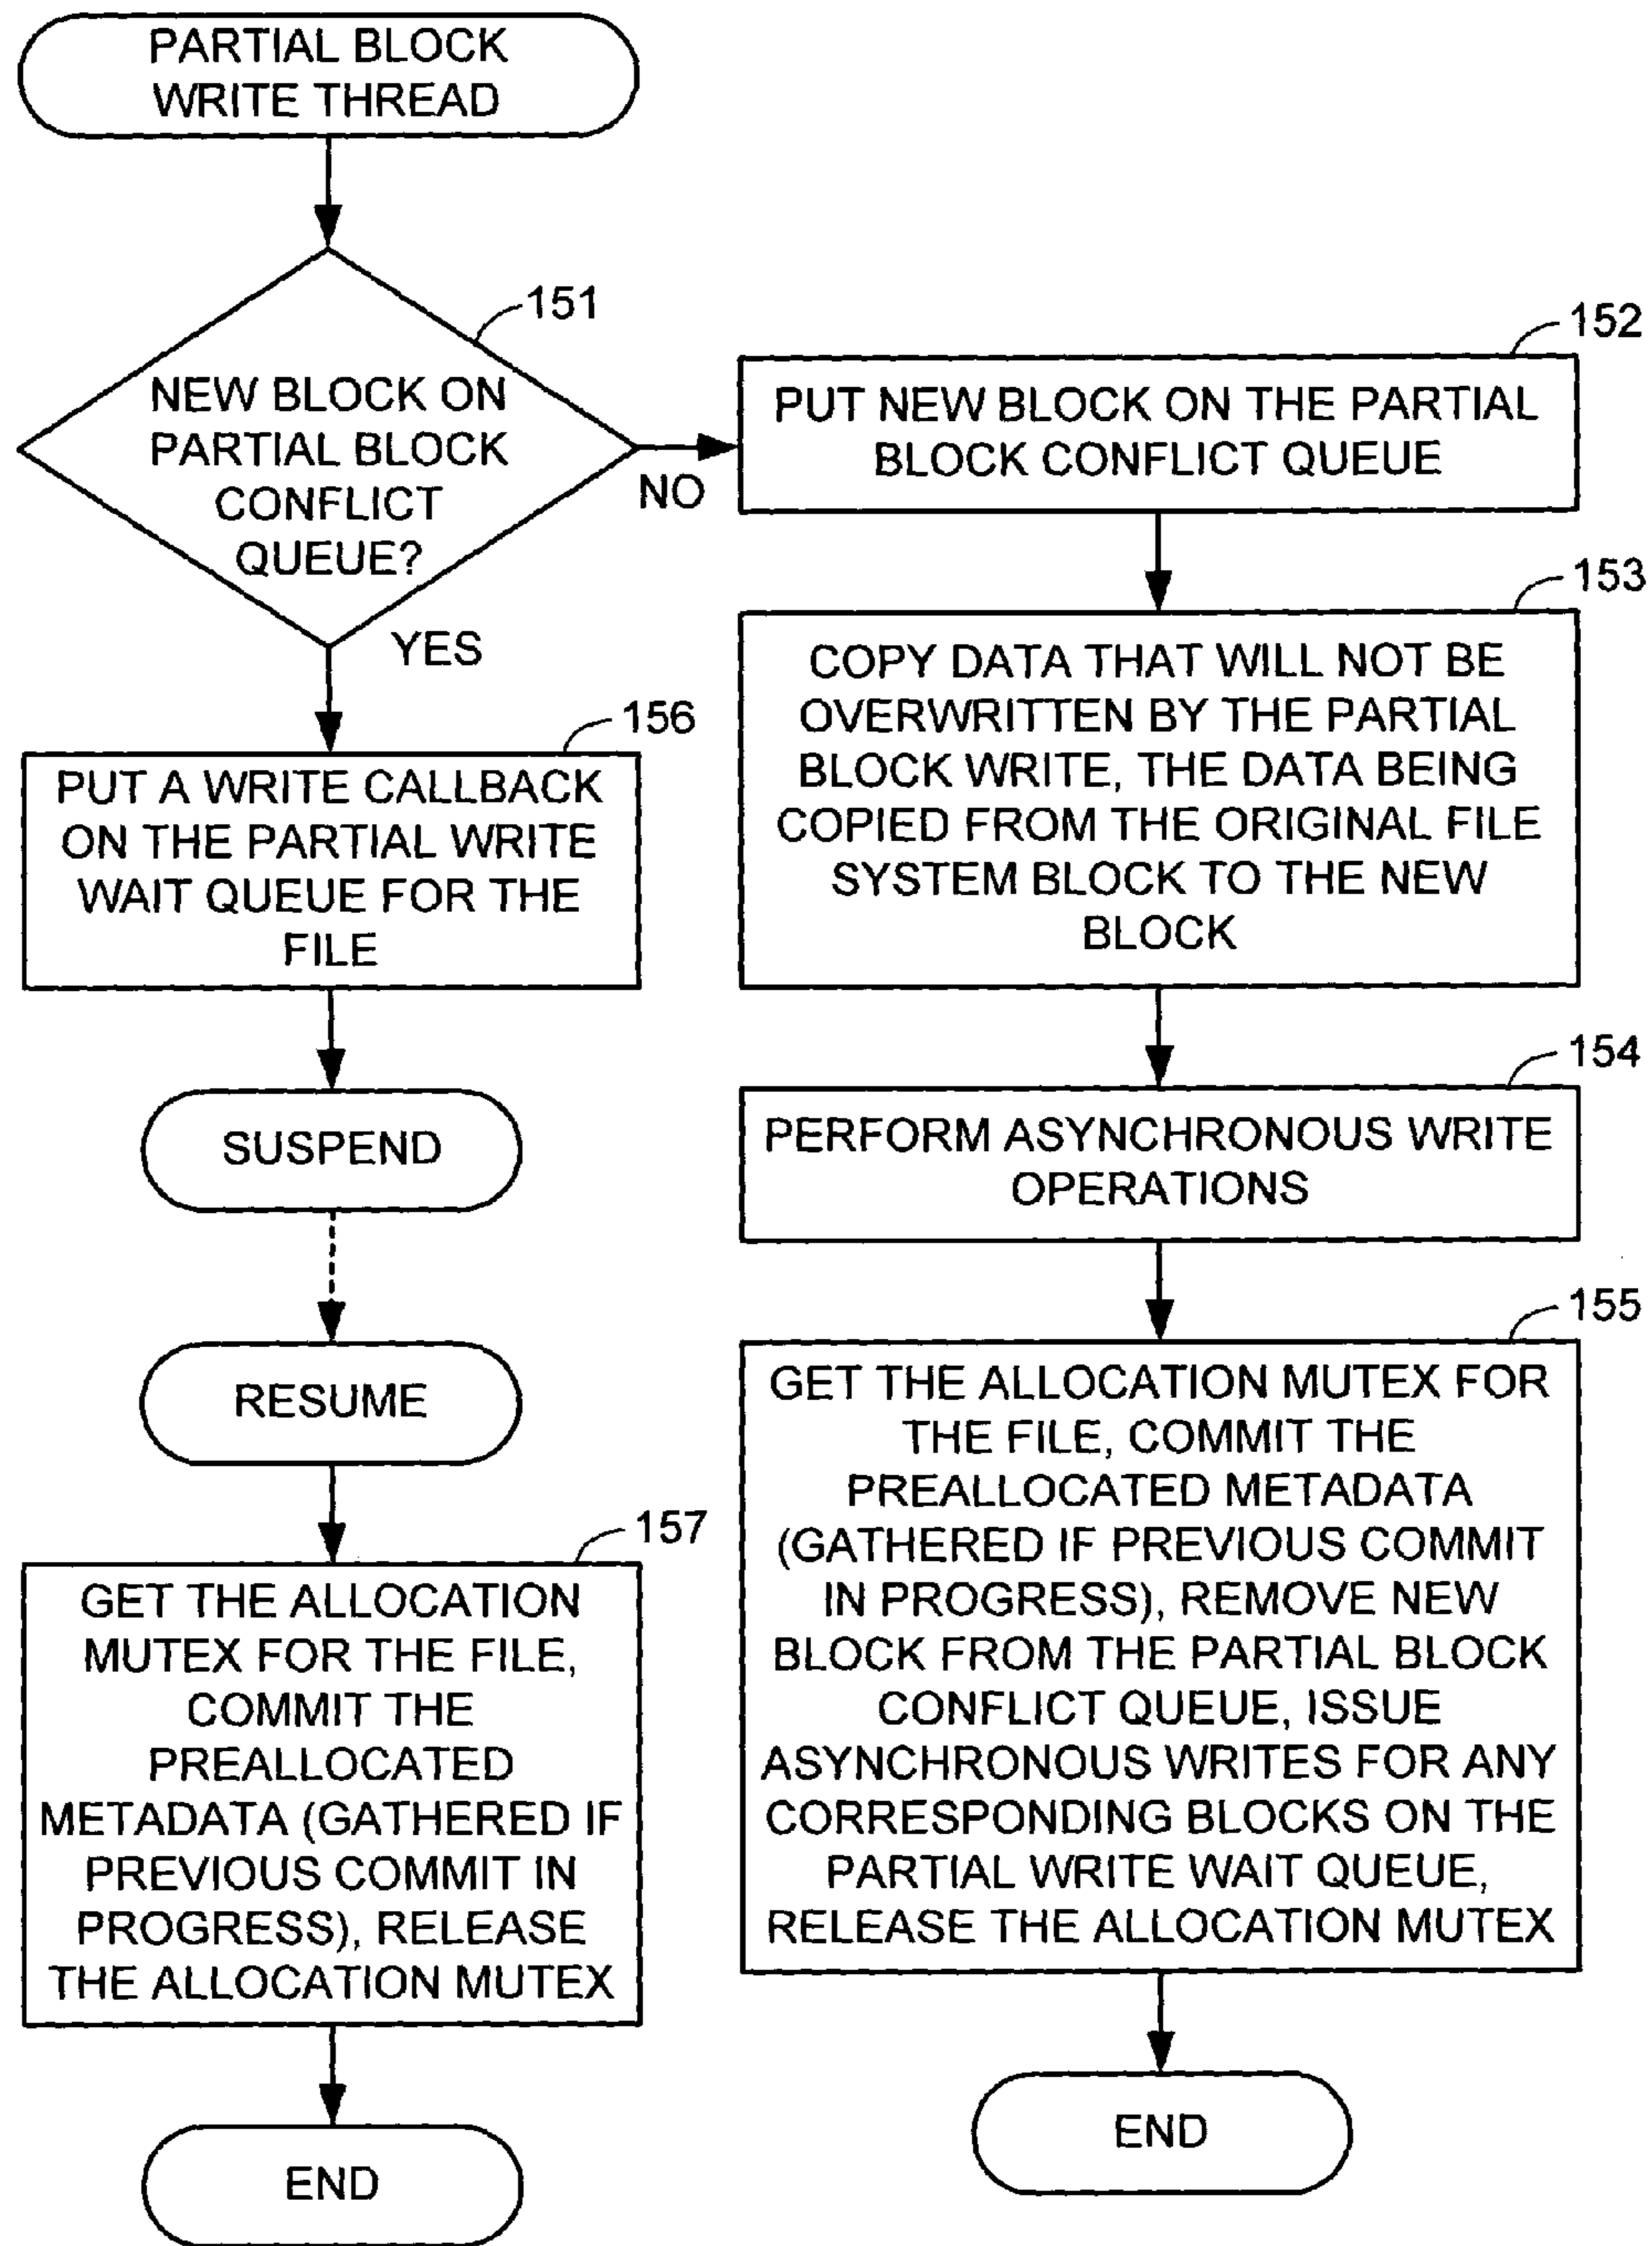 PARTIAL BLOCK
WRITE THREAD
151
NEW BLOCK ON
PARTIAL BLOCK
CONFLICT
QUEUE?
NO
YES
152
PUT NEW BLOCK ON THE PARTIAL
BLOCK CONFLICT QUEUE
153
COPY DATA THAT WILL NOT BE
OVERWRITTEN BY THE PARTIAL
BLOCK WRITE, THE DATA BEING
COPIED FROM THE ORIGINAL FILE
SYSTEM BLOCK TO THE NEW
BLOCK
154
PERFORM ASYNCHRONOUS WRITE
OPERATIONS
155
GET THE ALLOCATION MUTEX FOR
THE FILE, COMMIT THE
PREALLOCATED METADATA
(GATHERED IF PREVIOUS COMMIT
IN PROGRESS), REMOVE NEW
BLOCK FROM THE PARTIAL BLOCK
CONFLICT QUEUE, ISSUE
ASYNCHRONOUS WRITES FOR ANY
CORRESPONDING BLOCKS ON THE
PARTIAL WRITE WAIT QUEUE,
RELEASE THE ALLOCATION MUTEX
END
156
PUT A WRITE CALLBACK
ON THE PARTIAL WRITE
WAIT QUEUE FOR THE
FILE
SUSPEND
RESUME
157
GET THE ALLOCATION
MUTEX FOR THE FILE,
COMMIT THE
PREALLOCATED
METADATA (GATHERED IF
PREVIOUS COMMIT IN
PROGRESS), RELEASE
THE ALLOCATION MUTEX
END